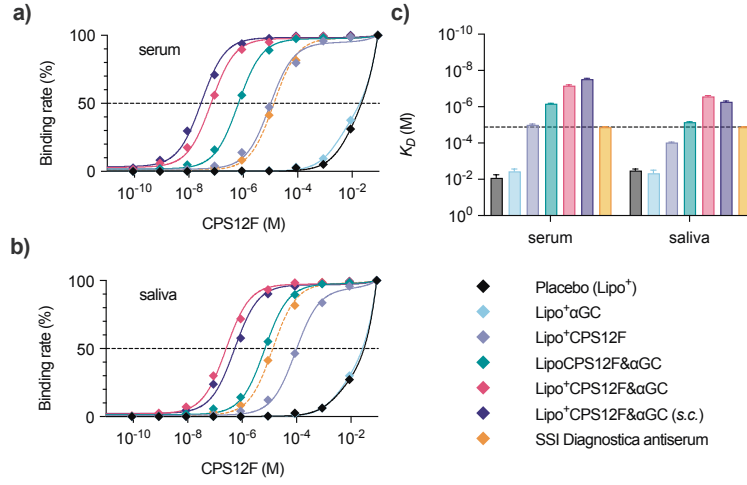 a)
serum
Binding rate (%)
100
50
0
10⁻¹⁰
10⁻⁸
10⁻⁶
10⁻⁴
10⁻²
CPS12F (M)
b)
saliva
Binding rate (%)
100
50
0
10⁻¹⁰
10⁻⁸
10⁻⁶
10⁻⁴
10⁻²
CPS12F (M)
c)
K_D (M)
10⁻¹⁰
10⁻⁸
10⁻⁶
10⁻⁴
10⁻²
10⁰
serum
saliva
Placebo (Lipo⁺)
Lipo⁺αGC
Lipo⁺CPS12F
LipoCPS12F&αGC
Lipo⁺CPS12F&αGC
Lipo⁺CPS12F&αGC (s.c.)
SSI Diagnostica antiserum